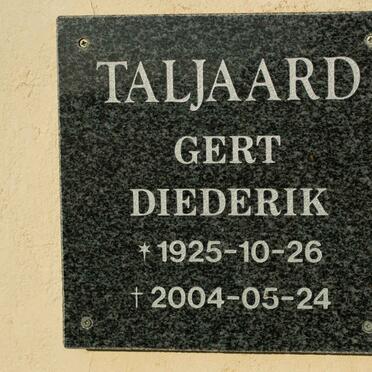 TALJAARD
GERT
DIEDERIK
* 1925-10-26
† 2004-05-24